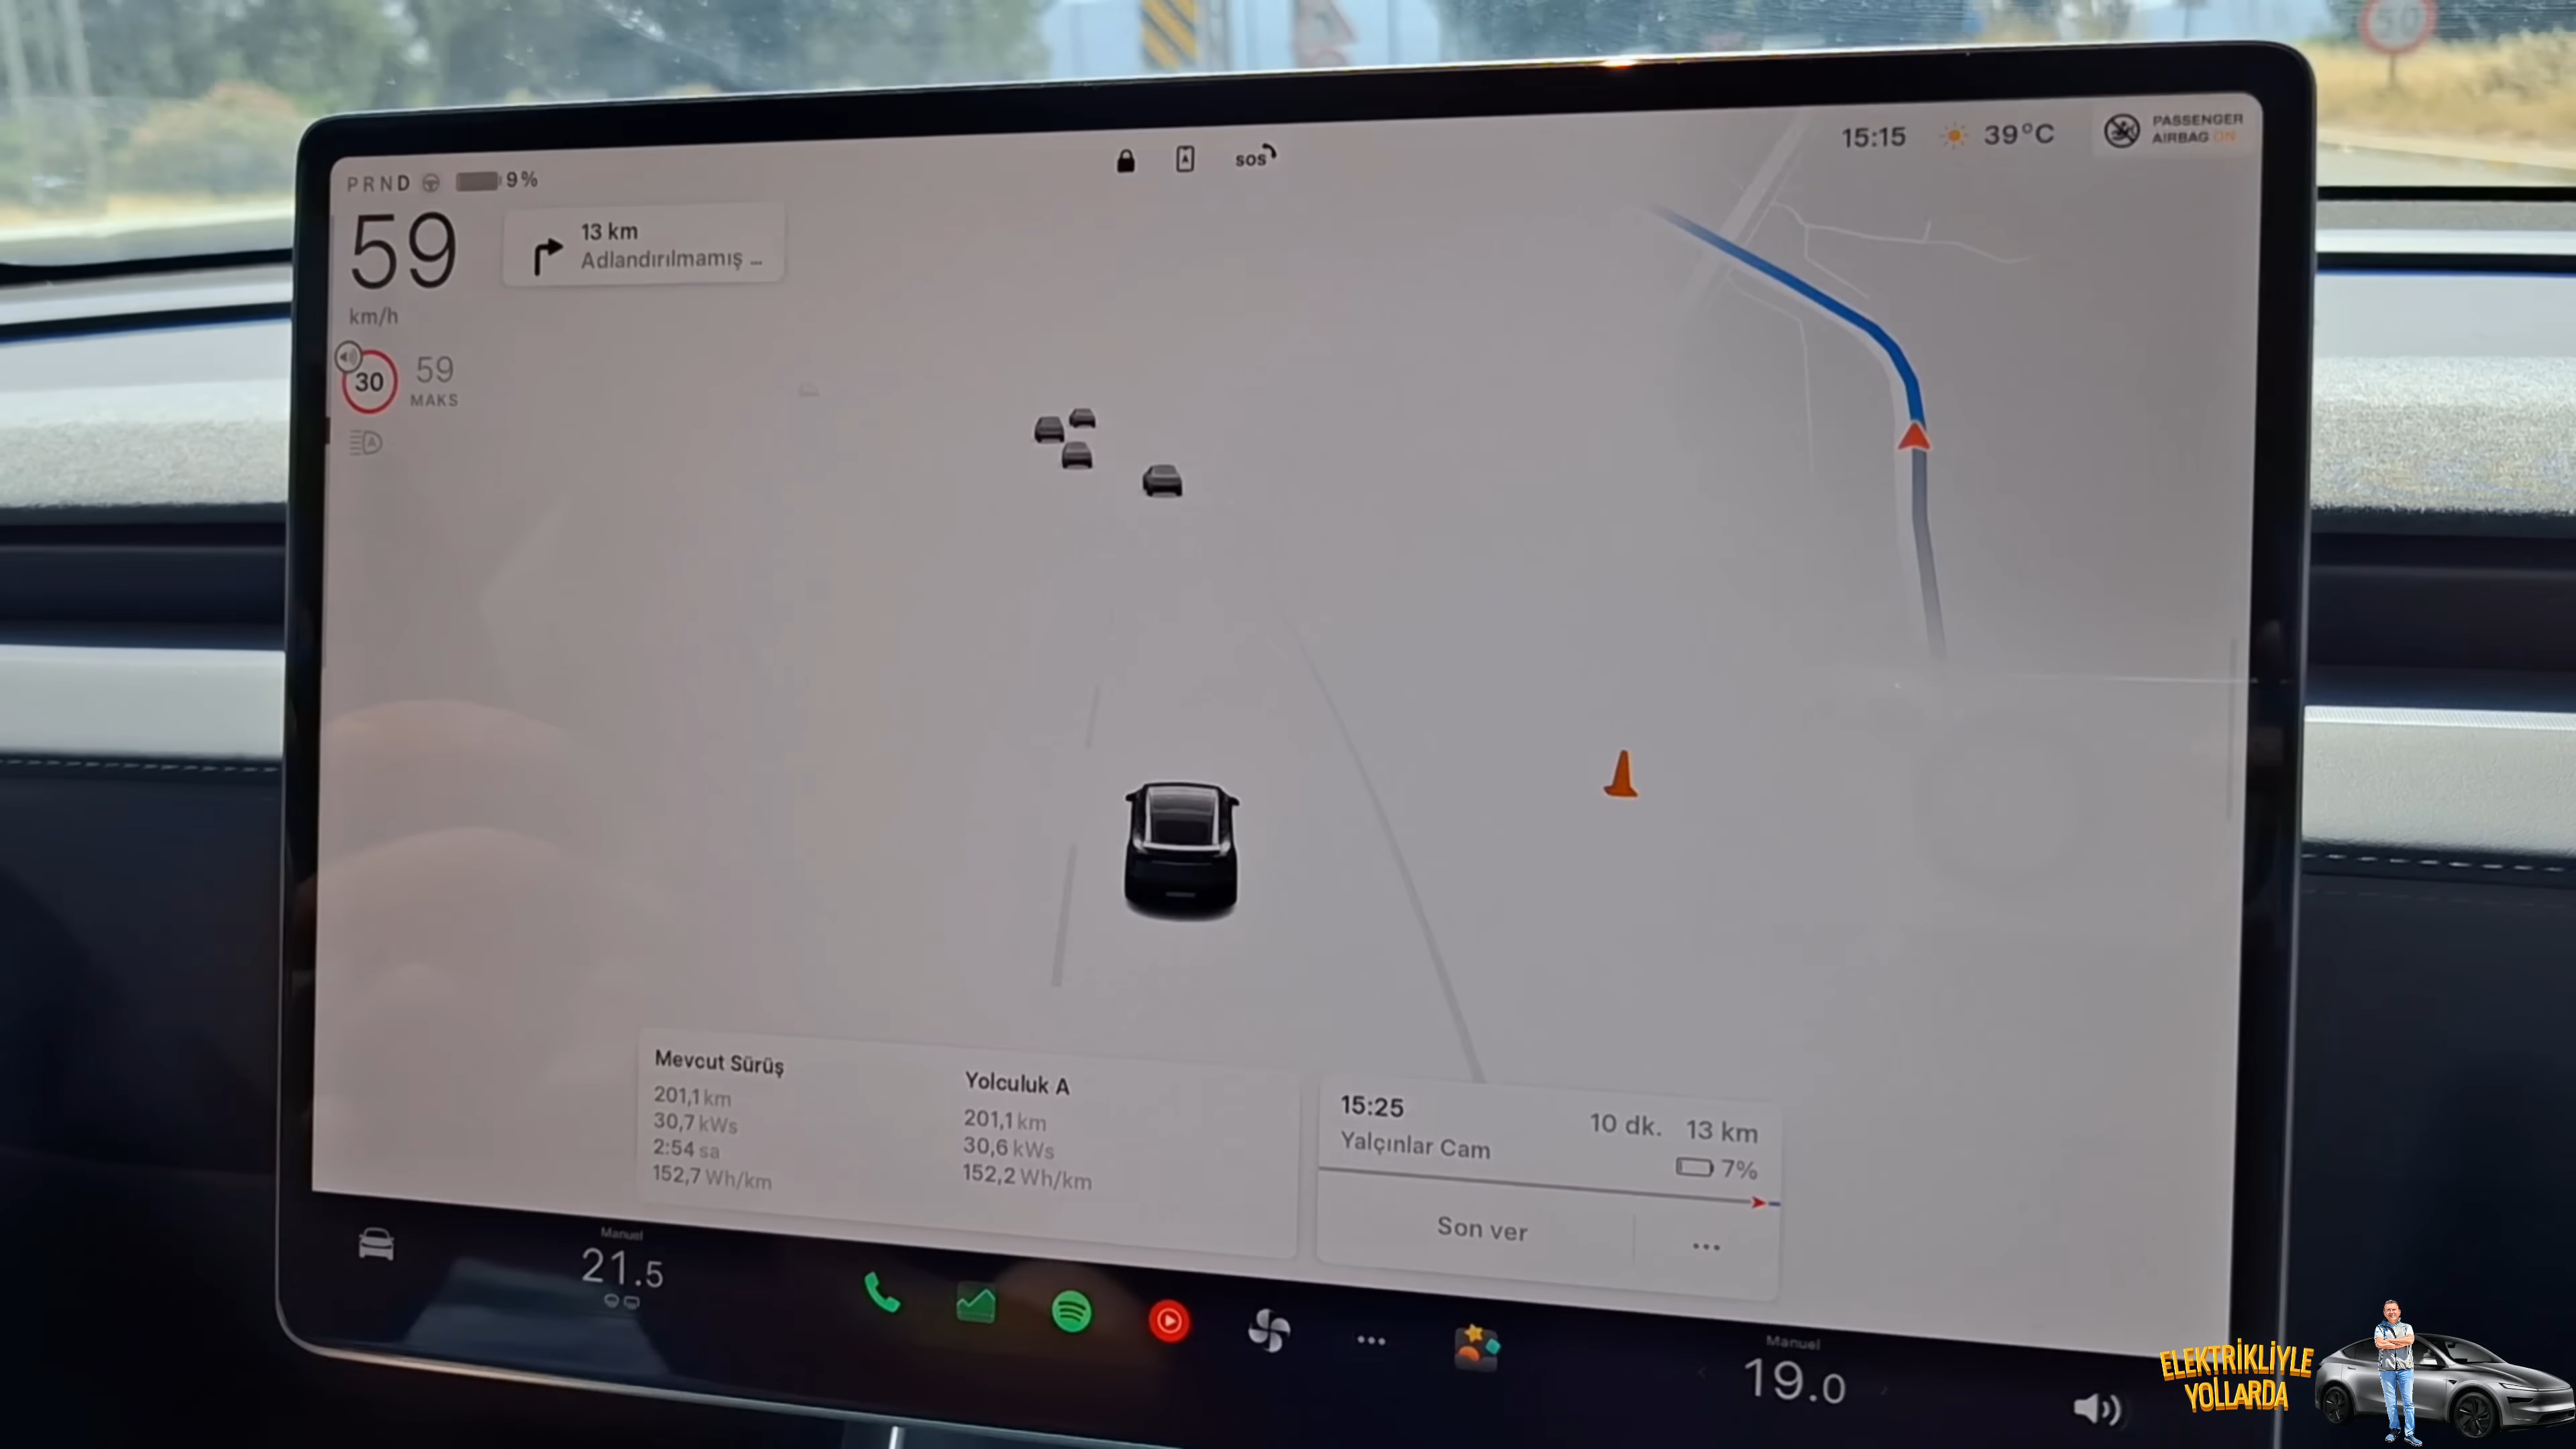 50
15:15 39°C
PASSENGER
AIRBAG ON
PRND 9%
SOS
59
km/h
13 km
Adlandırılmamış ...
30
59
MAKS
A
Mevcut Sürüş
201,1 km
30,7 kWs
2:54 sa
152,7 Wh/km
Yolculuk A
201,1 km
30,6 kWs
152,2 Wh/km
15:25
10 dk. 13 km
Yalçınlar Cam
7%
Son ver
...
Manuel
21.5
...
Manuel
19.0
ELEKTRİKLİYLE
YOLLARDA